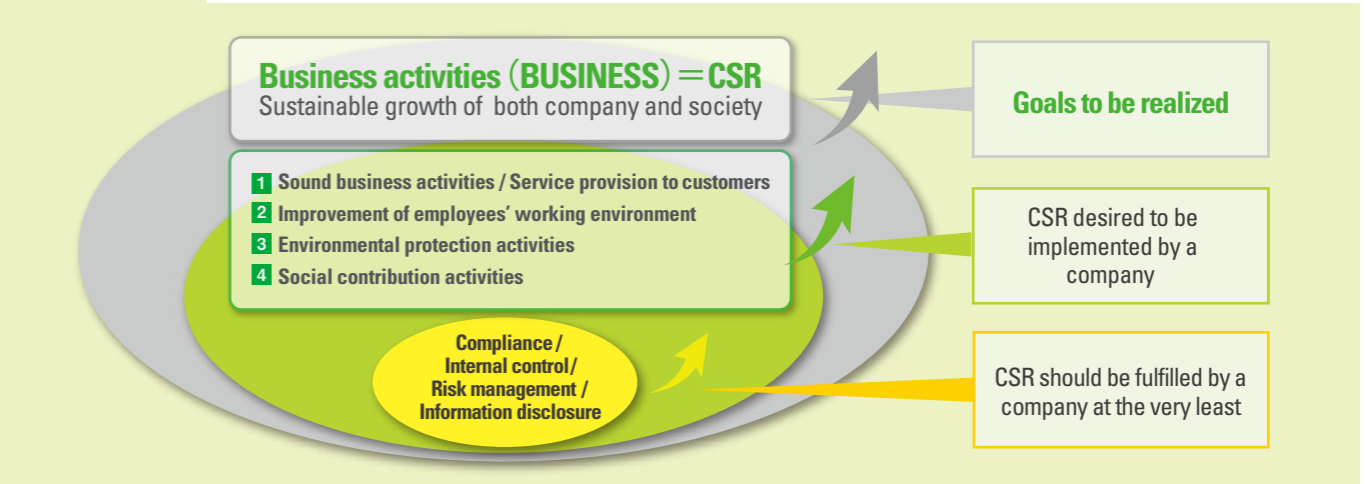 Business activities (BUSINESS)＝CSR
Sustainable growth of both company and society
1 Sound business activities / Service provision to customers
2 Improvement of employees' working environment
3 Environmental protection activities
4 Social contribution activities
Compliance /
Internal control /
Risk management /
Information disclosure
Goals to be realized
CSR desired to be
implemented by a
company
CSR should be fulfilled by a
company at the very least